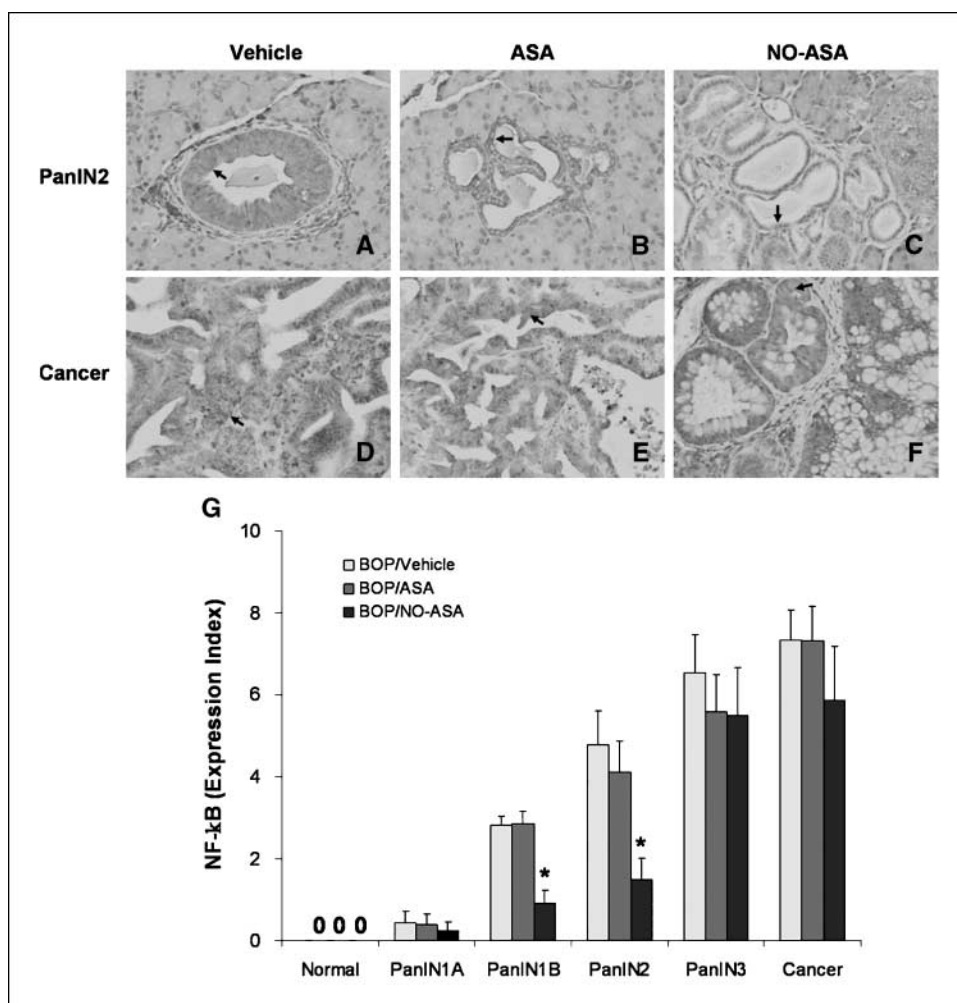 Vehicle ASA NO-ASA
PanIN2
A B C
Cancer
D E F
G
10
BOP/Vehicle
BOP/ASA
BOP/NO-ASA
8
6
4
2
0
NF-kB (Expression Index)
0 0 0
*
*
Normal PanIN1A PanIN1B PanIN2 PanIN3 Cancer